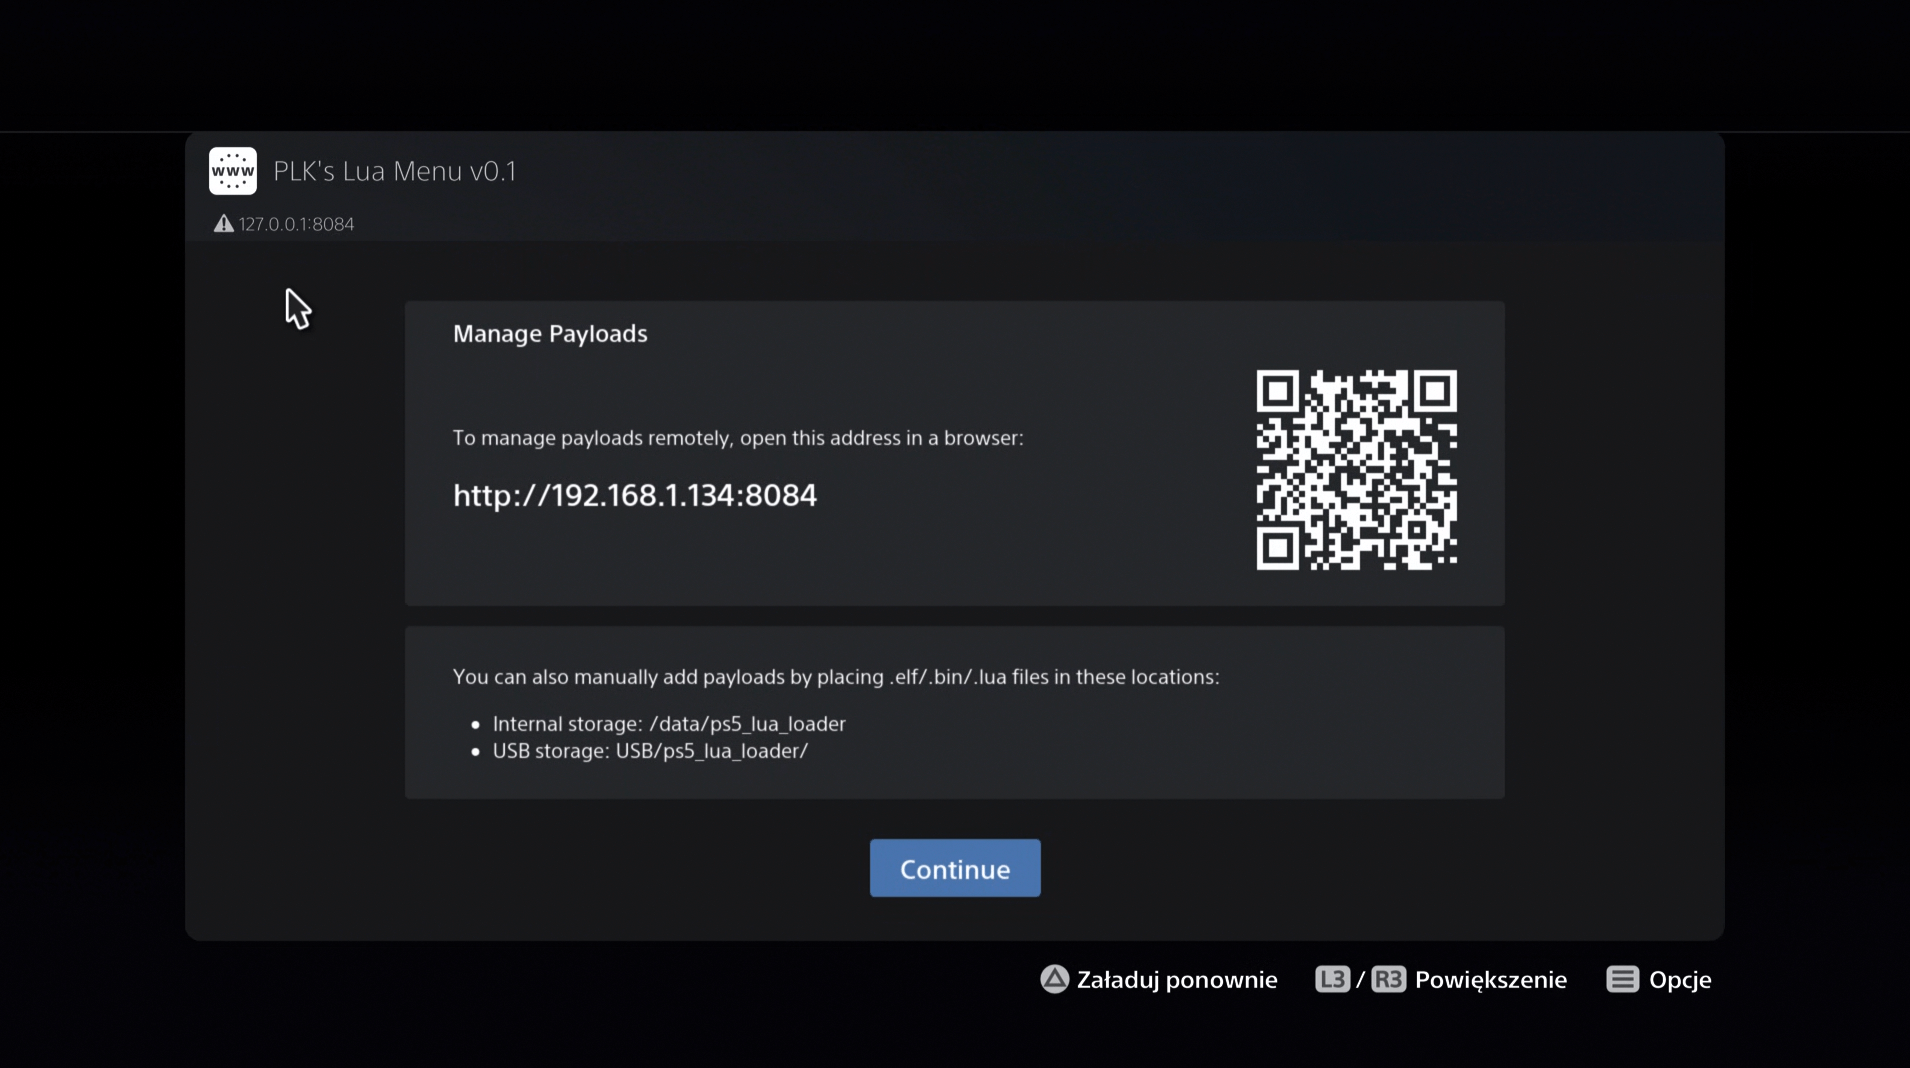 www
PLK's Lua Menu v0.1
127.0.0.1:8084
Manage Payloads
To manage payloads remotely, open this address in a browser:
http://192.168.1.134:8084
You can also manually add payloads by placing .elf/.bin/.lua files in these locations:
• Internal storage: /data/ps5_lua_loader
• USB storage: USB/ps5_lua_loader/
Continue
Załaduj ponownie L3 / R3 Powiększenie Opcje